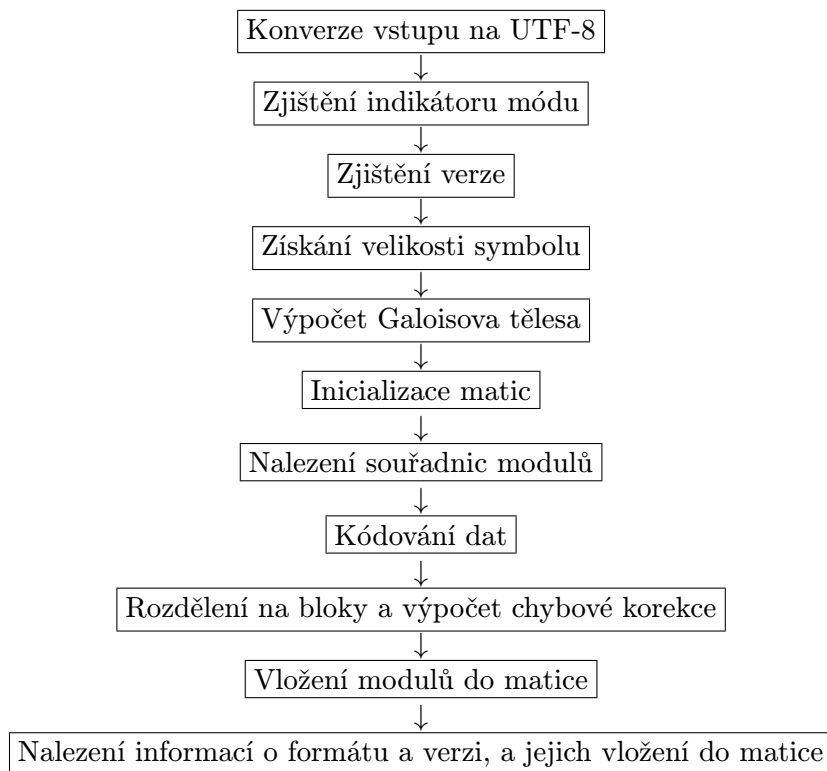 Konverze vstupu na UTF-8
Zjištění indikátoru módu
Zjištění verze
Získání velikosti symbolu
Výpočet Galoisova tělesa
Inicializace matic
Nalezení souřadnic modulů
Kódování dat
Rozdělení na bloky a výpočet chybové korekce
Vložení modulů do matice
Nalezení informací o formátu a verzi, a jejich vložení do matice